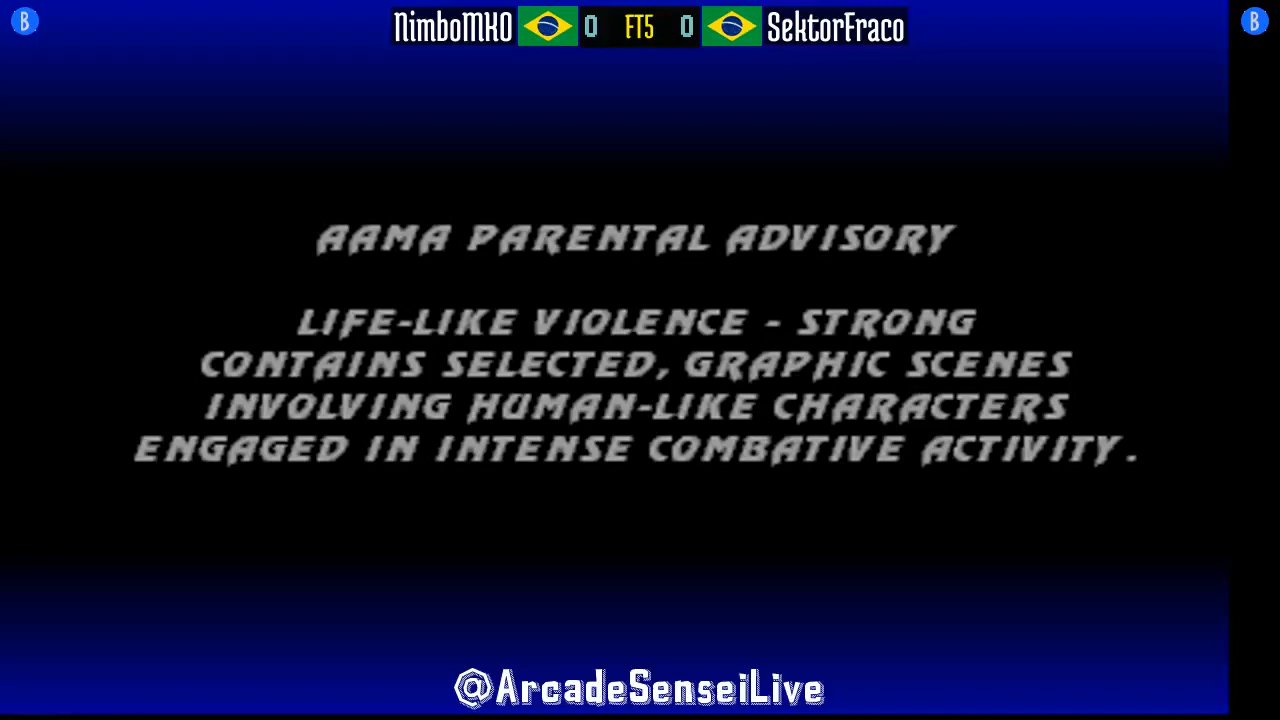 B
NimboMK0 0 FT5 0 SektorFraco
B
AAMA PARENTAL ADVISORY
LIFE-LIKE VIOLENCE - STRONG
CONTAINS SELECTED, GRAPHIC SCENES
INVOLVING HUMAN-LIKE CHARACTERS
ENGAGED IN INTENSE COMBATIVE ACTIVITY.
@ArcadeSenseiLive